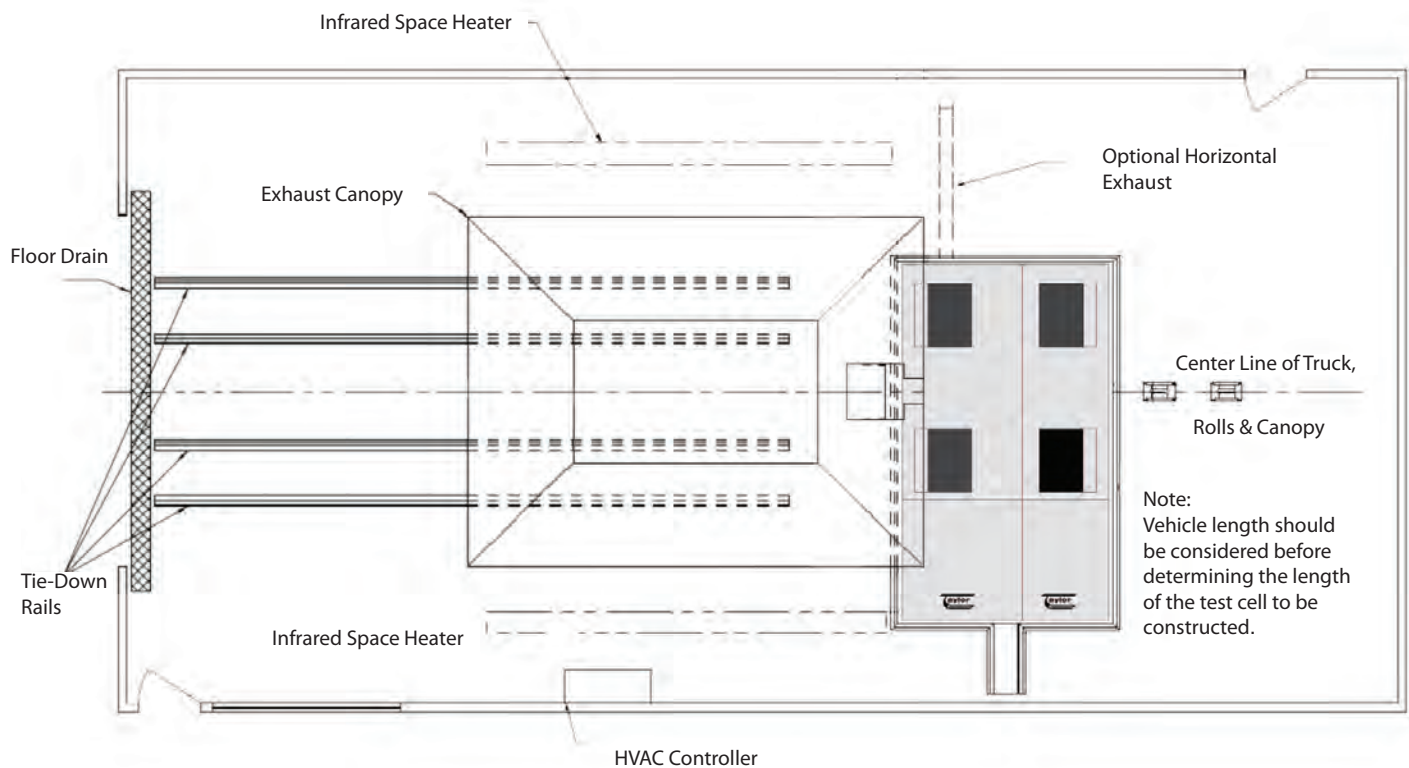 Infrared Space Heater
Optional Horizontal
Exhaust
Exhaust Canopy
Floor Drain
Center Line of Truck,
Rolls & Canopy
Note:
Vehicle length should
be considered before
determining the length
of the test cell to be
constructed.
Tie-Down
Rails
Infrared Space Heater
HVAC Controller